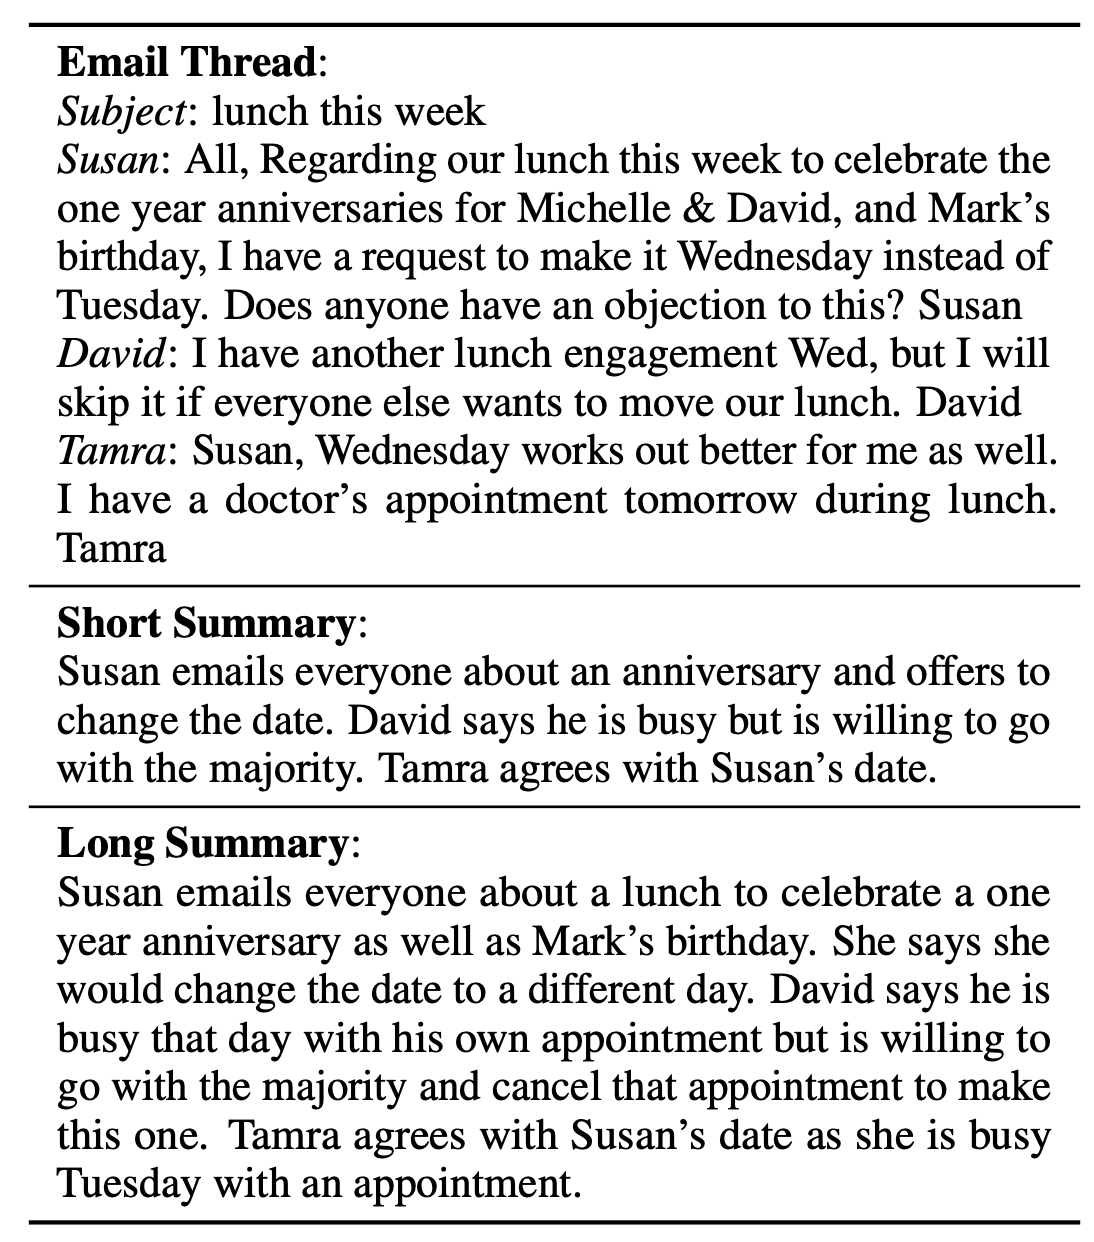 Email Thread:
Subject: lunch this week
Susan: All, Regarding our lunch this week to celebrate the
one year anniversaries for Michelle & David, and Mark’s
birthday, I have a request to make it Wednesday instead of
Tuesday. Does anyone have an objection to this? Susan
David: I have another lunch engagement Wed, but I will
skip it if everyone else wants to move our lunch. David
Tamra: Susan, Wednesday works out better for me as well.
I have a doctor’s appointment tomorrow during lunch.
Tamra
Short Summary:
Susan emails everyone about an anniversary and offers to
change the date. David says he is busy but is willing to go
with the majority. Tamra agrees with Susan’s date.
Long Summary:
Susan emails everyone about a lunch to celebrate a one
year anniversary as well as Mark’s birthday. She says she
would change the date to a different day. David says he is
busy that day with his own appointment but is willing to
go with the majority and cancel that appointment to make
this one. Tamra agrees with Susan’s date as she is busy
Tuesday with an appointment.